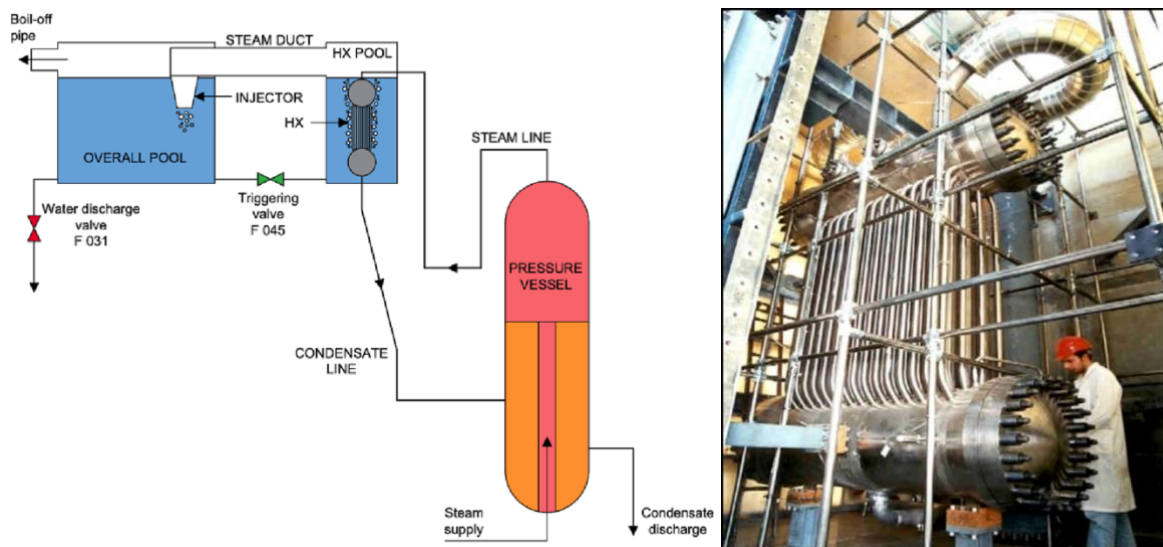 Boil-off
pipe
STEAM DUCT
HX POOL
INJECTOR
HX
OVERALL POOL
STEAM LINE
Water discharge
valve
F 031
Triggering
valve
F 045
PRESSURE
VESSEL
CONDENSATE
LINE
Steam
supply
Condensate
discharge